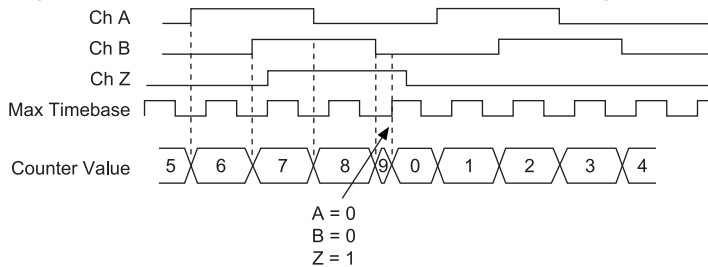 Ch A
Ch B
Ch Z
Max Timebase
Counter Value 5 6 7 8 9 0 1 2 3 4
A = 0
B = 0
Z = 1